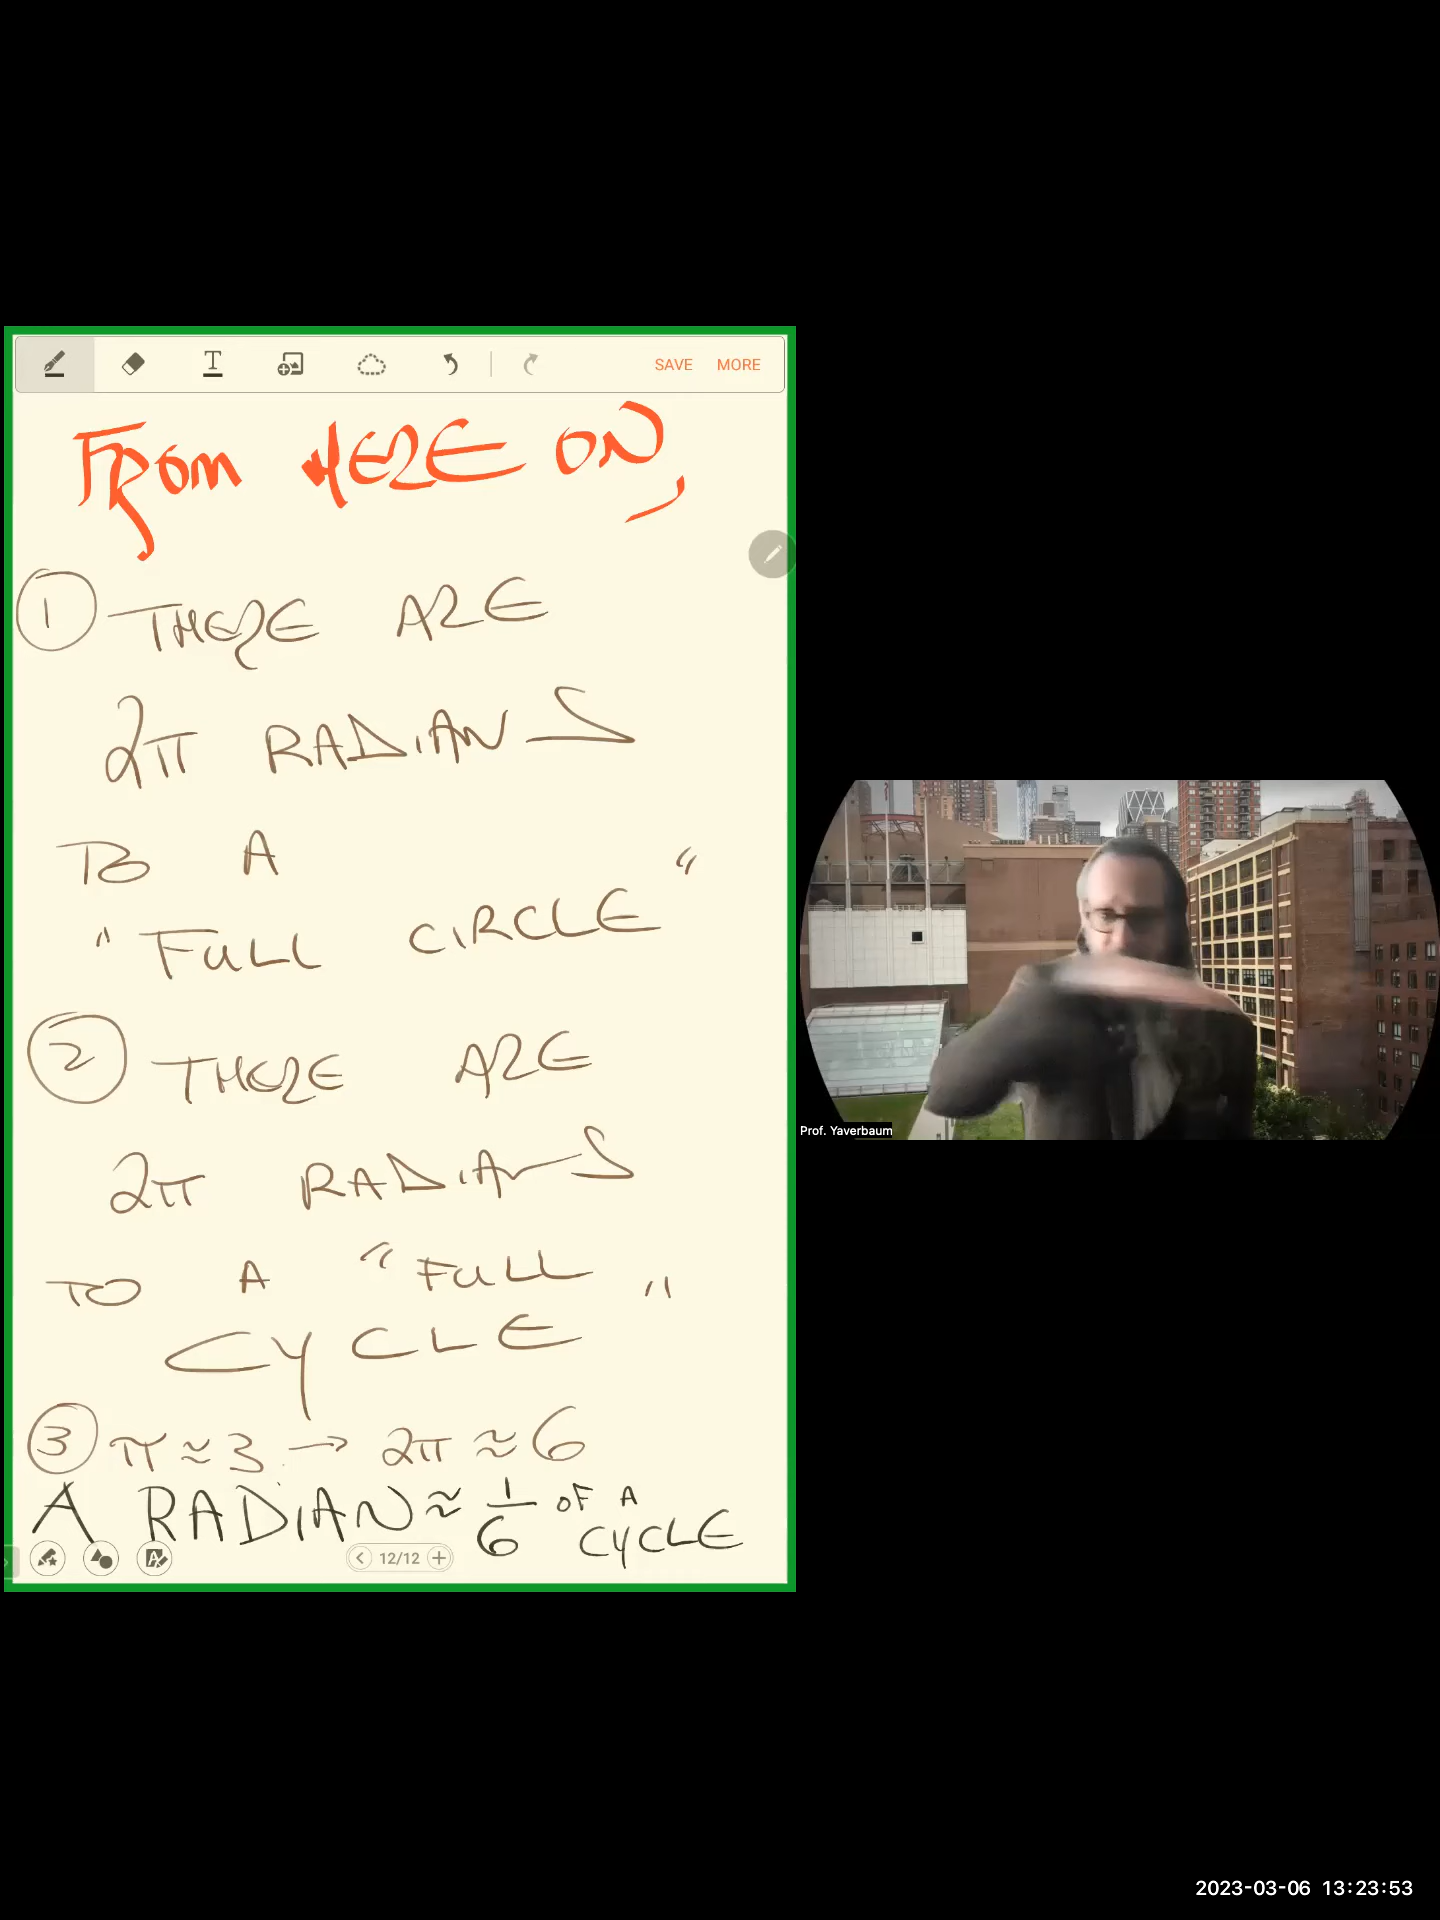 SAVE MORE
FROM HERE ON,
1 THERE ARE
2π RADIANS
TO A
"FULL CIRCLE"
2 THERE ARE
2π RADIANS
TO A "FULL
CYCLE"
3 π ≈ 3 → 2π ≈ 6
A RADIAN ≈ 1/6 OF A
CYCLE
12/12
Prof. Yaverbaum
2023-03-06 13:23:53